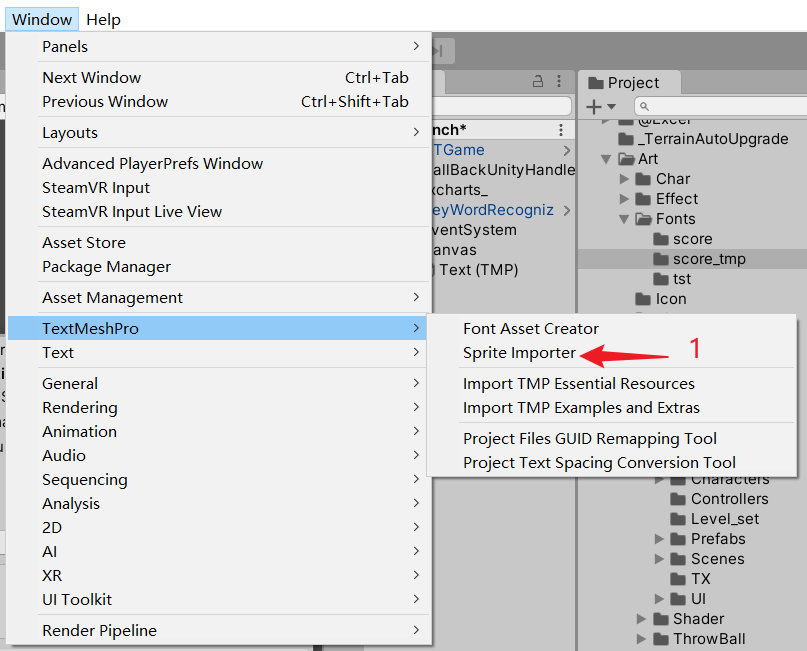 Window Help
Panels
Next Window Ctrl+Tab
Previous Window Ctrl+Shift+Tab
Layouts
Advanced PlayerPrefs Window
SteamVR Input
SteamVR Input Live View
Asset Store
Package Manager
Asset Management
TextMeshPro
Text
General
Rendering
Animation
Audio
Sequencing
Analysis
2D
AI
XR
UI Toolkit
Render Pipeline
Font Asset Creator
Sprite Importer 1
Import TMP Essential Resources
Import TMP Examples and Extras
Project Files GUID Remapping Tool
Project Text Spacing Conversion Tool
nch*
TGame
allBackUnityHandle
xcharts_
eyWordRecogniz
ventSystem
anvas
Text (TMP)
Project
@Excel
_TerrainAutoUpgrade
Art
Char
Effect
Fonts
score
score_tmp
tst
Icon
Characters
Controllers
Level_set
Prefabs
Scenes
TX
UI
Shader
ThrowBall